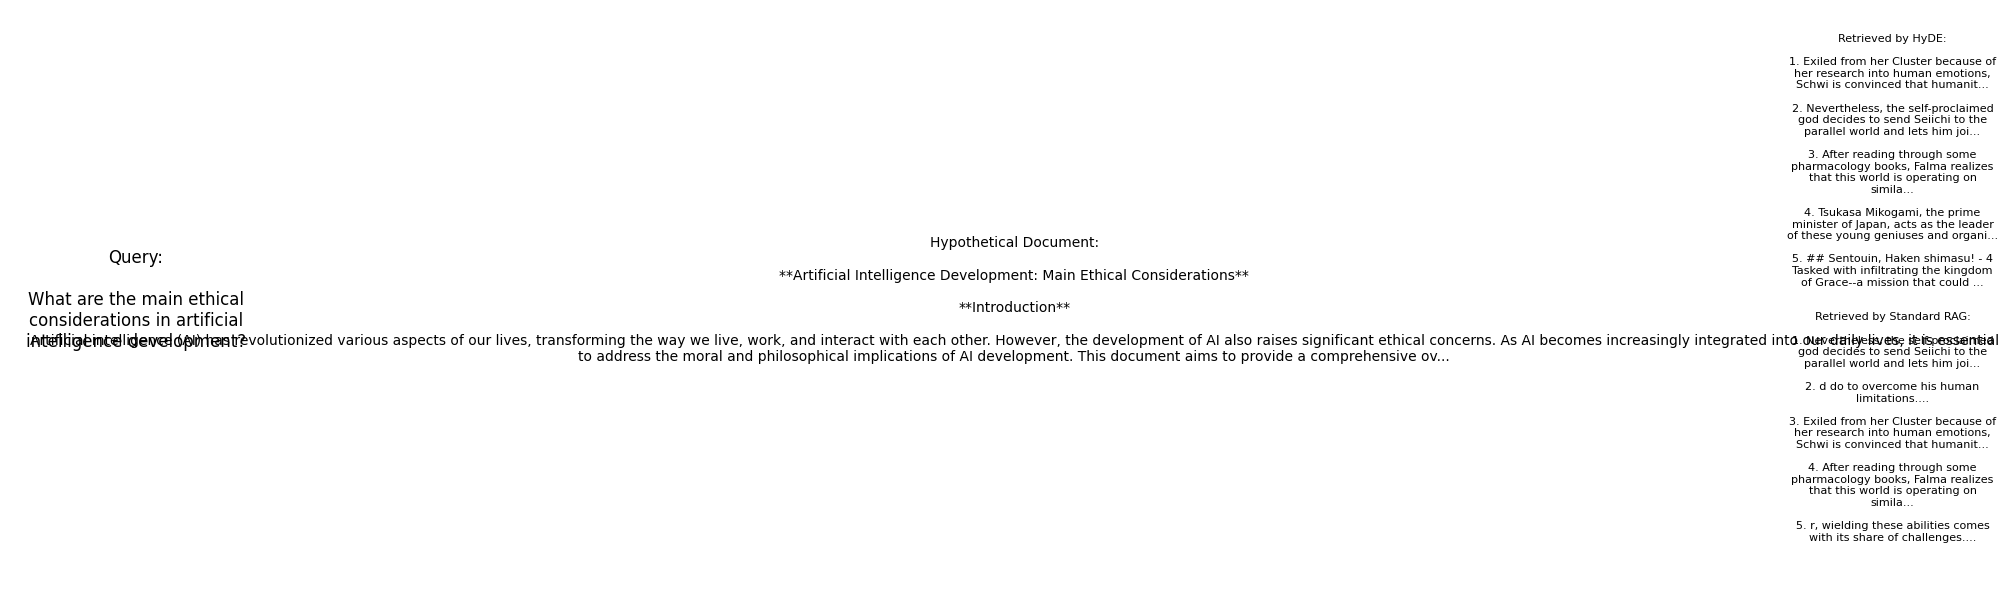 Query:
What are the main ethical
considerations in artificial
intelligence development?
Hypothetical Document:
**Artificial Intelligence Development: Main Ethical Considerations**
**Introduction**
Artificial intelligence (AI) has revolutionized various aspects of our lives, transforming the way we live, work, and interact with each other. However, the development of AI also raises significant ethical concerns. As AI becomes increasingly integrated into our daily lives, it is essential
to address the moral and philosophical implications of AI development. This document aims to provide a comprehensive ov...
Retrieved by HyDE:
1. Exiled from her Cluster because of
her research into human emotions,
Schwi is convinced that humanit...
2. Nevertheless, the self-proclaimed
god decides to send Seiichi to the
parallel world and lets him joi...
3. After reading through some
pharmacology books, Falma realizes
that this world is operating on
simila...
4. Tsukasa Mikogami, the prime
minister of Japan, acts as the leader
of these young geniuses and organi...
5. ## Sentouin, Haken shimasu! - 4
Tasked with infiltrating the kingdom
of Grace--a mission that could ...
Retrieved by Standard RAG:
1. Nevertheless, the self-proclaimed
god decides to send Seiichi to the
parallel world and lets him joi...
2. d do to overcome his human
limitations....
3. Exiled from her Cluster because of
her research into human emotions,
Schwi is convinced that humanit...
4. After reading through some
pharmacology books, Falma realizes
that this world is operating on
simila...
5. r, wielding these abilities comes
with its share of challenges....